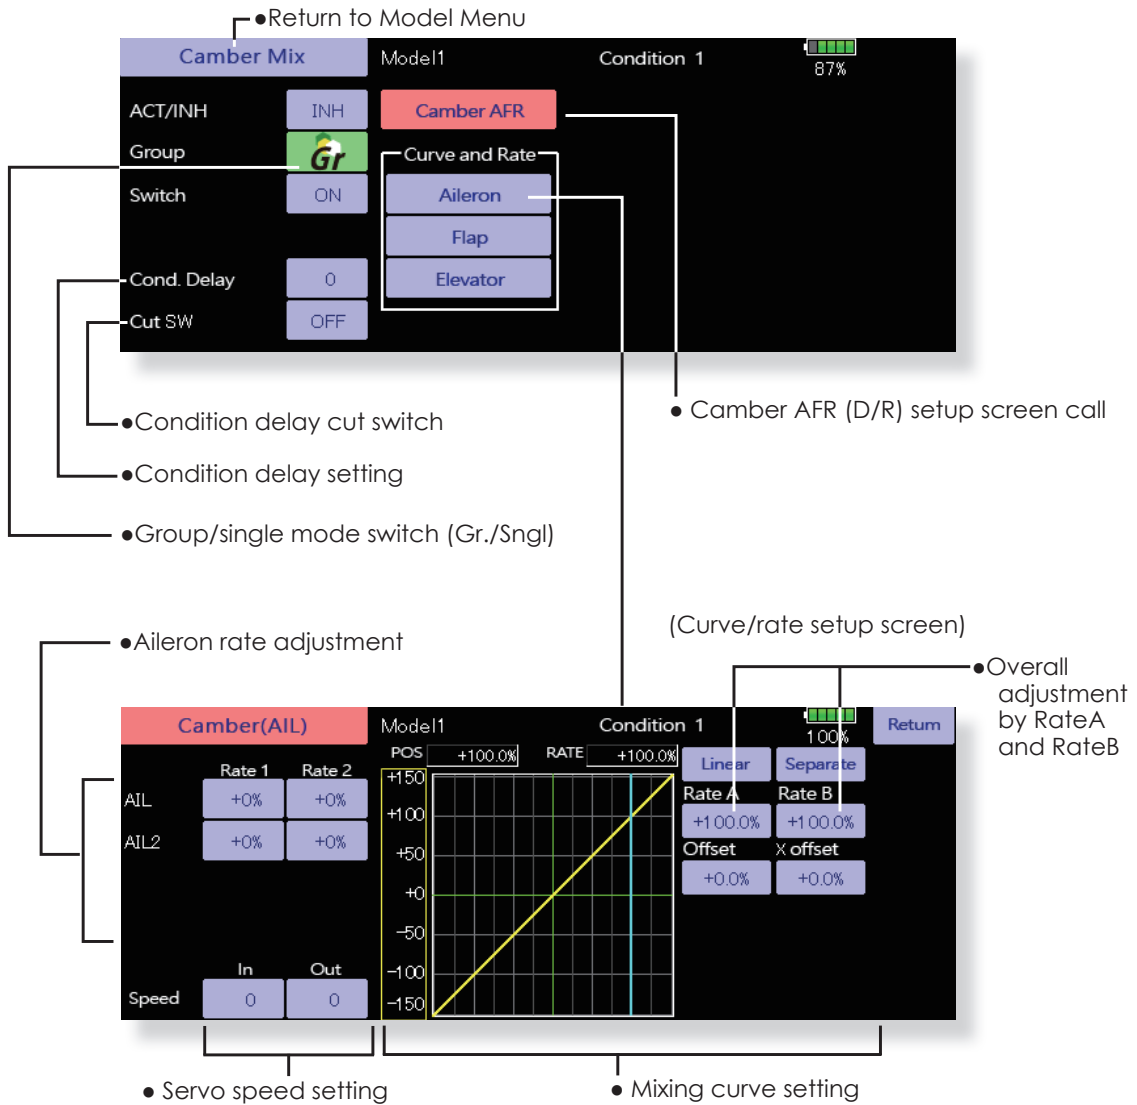 ●Return to Model Menu
Camber Mix
Model1
Condition 1
87%
ACT/INH
INH
Camber AFR
Group
Gr
Curve and Rate
Switch
ON
Aileron
Flap
Cond. Delay
0
Elevator
Cut SW
OFF
●Condition delay cut switch
● Camber AFR (D/R) setup screen call
●Condition delay setting
●Group/single mode switch (Gr./Sngl)
●Aileron rate adjustment
(Curve/rate setup screen)
●Overall
adjustment
by RateA
and RateB
Camber(AIL)
Model1
Condition 1
100%
Return
POS
+100.0%
RATE
+100.0%
Linear
Separate
Rate 1
Rate 2
Rate A
Rate B
AIL
+0%
+0%
+100.0%
+100.0%
AIL2
+0%
+0%
Offset
X offset
+0.0%
+0.0%
+150
+100
+50
+0
-50
-100
-150
In
Out
Speed
0
0
● Servo speed setting
● Mixing curve setting